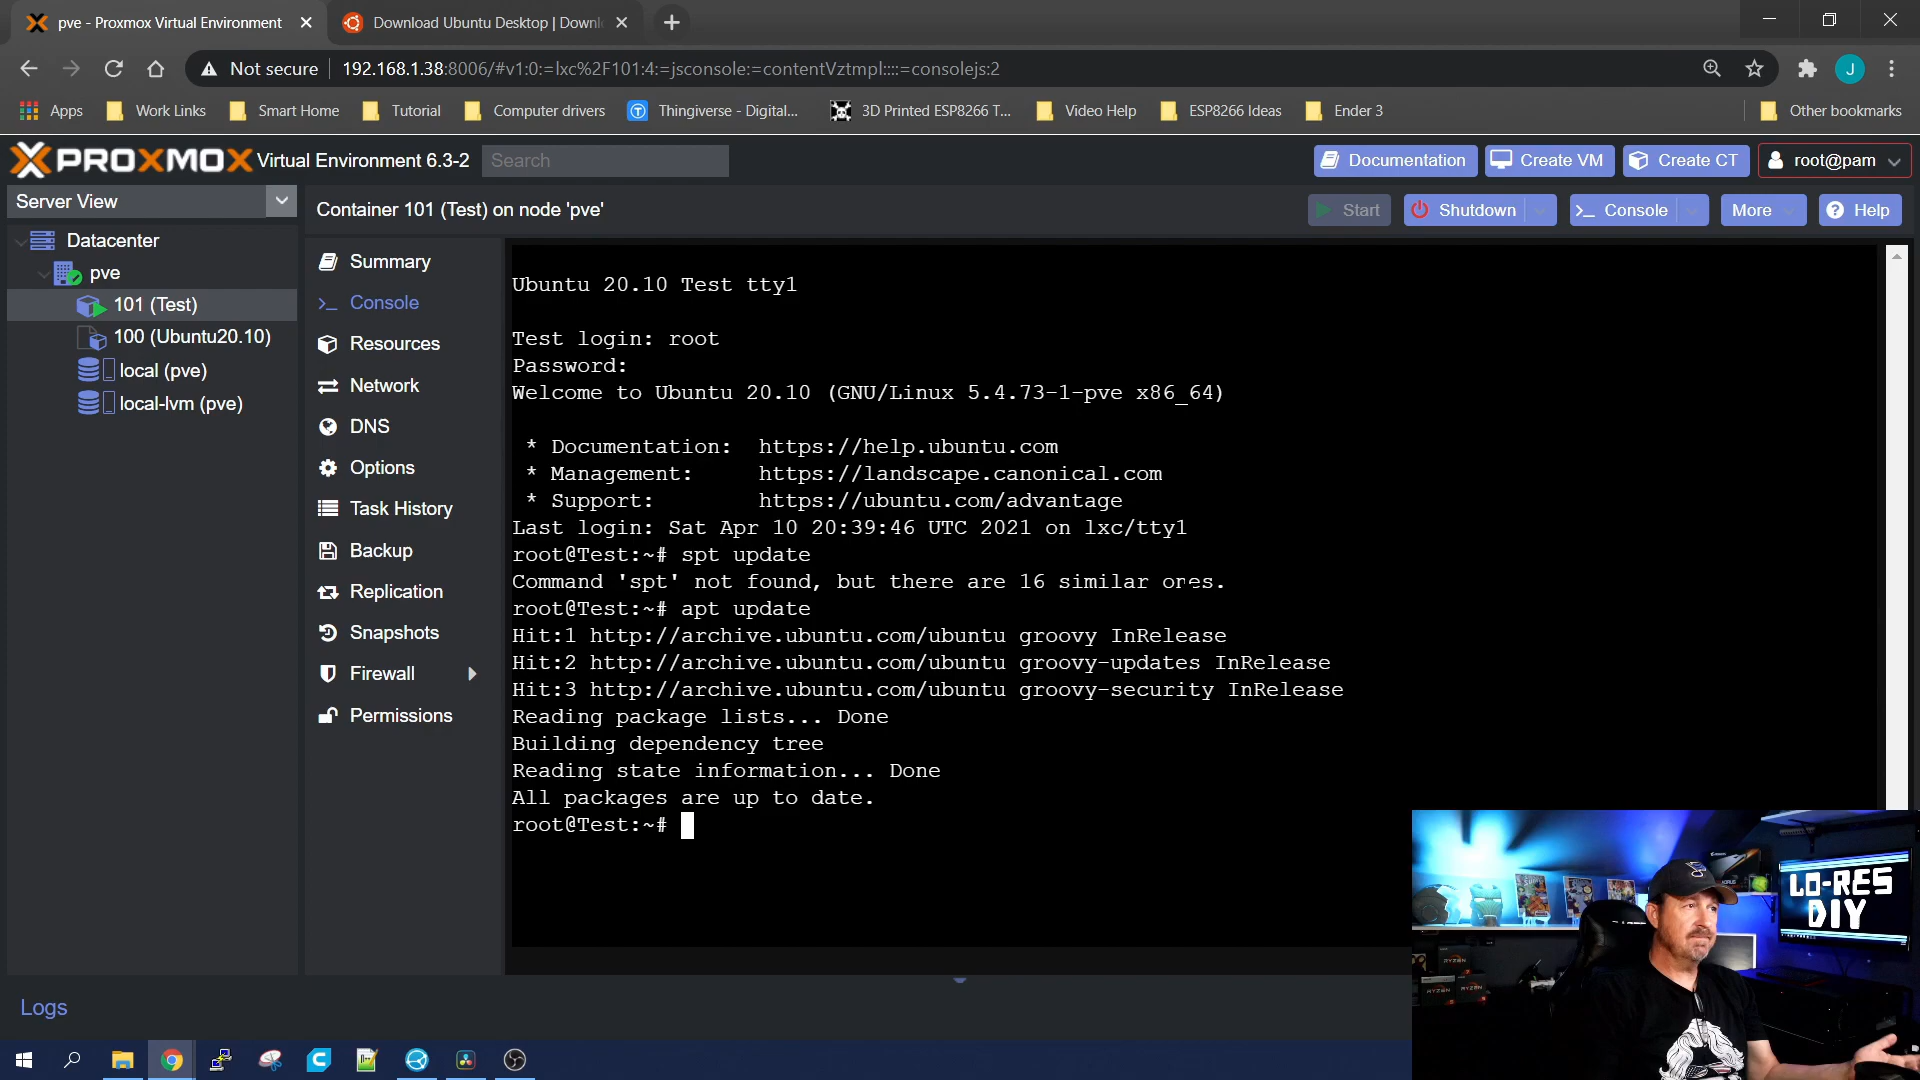 pve - Proxmox Virtual Environment
Download Ubuntu Desktop | Downl
Not secure
192.168.1.38:8006/#v1:0:=lxc%2F101:4:=jsconsole:=contentVztmpl::::=consolejs:2
J
Apps
Work Links
Smart Home
Tutorial
Computer drivers
Thingiverse - Digital...
3D Printed ESP8266 T...
Video Help
ESP8266 Ideas
Ender 3
Other bookmarks
PROXMOX Virtual Environment 6.3-2
Search
Documentation
Create VM
Create CT
root@pam
Server View
Container 101 (Test) on node 'pve'
Start
Shutdown
Console
More
Help
Datacenter
pve
101 (Test)
100 (Ubuntu20.10)
local (pve)
local-lvm (pve)
Summary
Console
Resources
Network
DNS
Options
Task History
Backup
Replication
Snapshots
Firewall
Permissions
Ubuntu 20.10 Test tty1
Test login: root
Password:
Welcome to Ubuntu 20.10 (GNU/Linux 5.4.73-1-pve x86_64)
* Documentation:  https://help.ubuntu.com
* Management:     https://landscape.canonical.com
* Support:        https://ubuntu.com/advantage
Last login: Sat Apr 10 20:39:46 UTC 2021 on lxc/tty1
root@Test:~# spt update
Command 'spt' not found, but there are 16 similar ones.
root@Test:~# apt update
Hit:1 http://archive.ubuntu.com/ubuntu groovy InRelease
Hit:2 http://archive.ubuntu.com/ubuntu groovy-updates InRelease
Hit:3 http://archive.ubuntu.com/ubuntu groovy-security InRelease
Reading package lists... Done
Building dependency tree
Reading state information... Done
All packages are up to date.
root@Test:~#
LO-RES
DIY
RYZEN
RYZEN
RYZEN
Logs